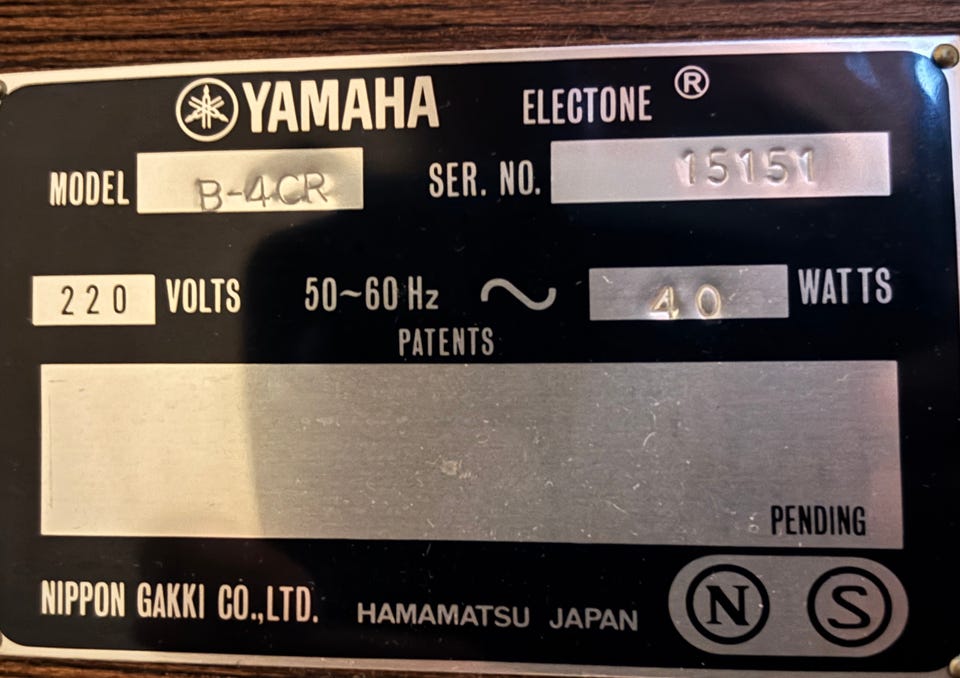 YAMAHA ELECTONE ®
MODEL B-4CR SER. NO. 15151
220 VOLTS 50~60 Hz ~ 40 WATTS
PATENTS
PENDING
NIPPON GAKKI CO.,LTD. HAMAMATSU JAPAN N S